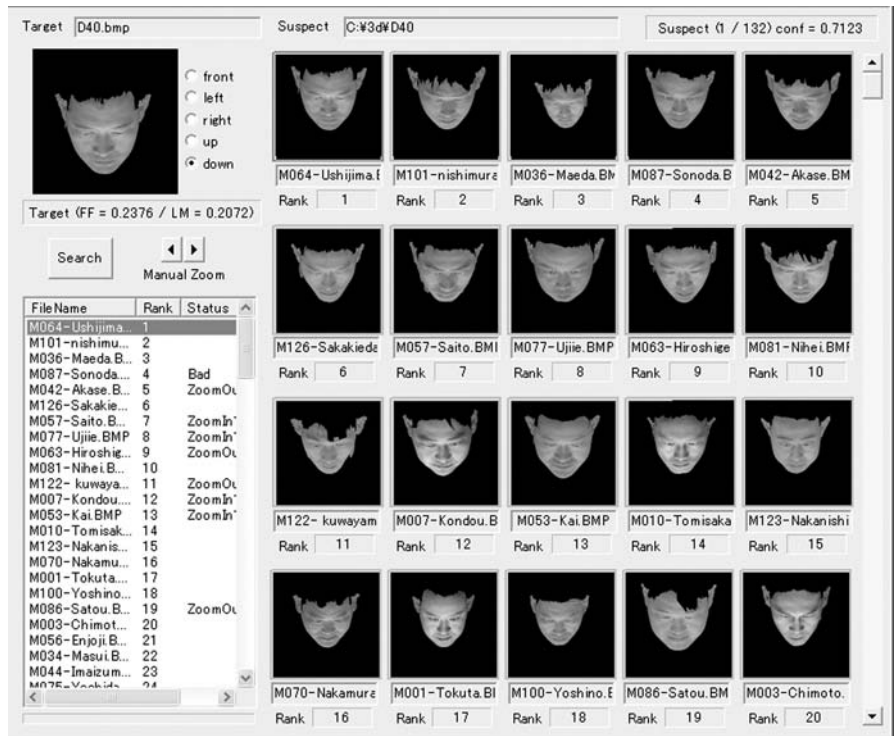 Target D40.bmp Suspect C:¥3d¥D40 Suspect (1 / 132) conf = 0.7123
front
left
right
up
down
Target (FF = 0.2376 / LM = 0.2072)
Search
Manual Zoom
FileName Rank Status
M064-Ushijima... 1
M101-nishimu... 2
M036-Maeda.B... 3
M087-Sonoda.... 4 Bad
M042-Akase.B... 5 ZoomOu
M126-Sakakie... 6
M057-Saito.B... 7 ZoomIn
M077-Ujiie.BMP 8 ZoomIn
M063-Hiroshig... 9 ZoomOu
M081-Nihei.B... 10
M122- kuwaya... 11 ZoomOu
M007-Kondou.... 12 ZoomIn
M053-Kai.BMP 13 ZoomIn
M010-Tomisak... 14
M123-Nakanis... 15
M070-Nakamu... 16
M001-Tokuta.... 17
M100-Yoshino... 18
M086-Satou.B... 19 ZoomOu
M003-Chimot... 20
M056-Enjoji.B... 21
M034-Masui.B... 22
M044-Imaizum... 23
M075-Yoshida 24
M064-Ushijima.E M101-nishimura M036-Maeda.BM M087-Sonoda.B M042-Akase.BMP
Rank 1 Rank 2 Rank 3 Rank 4 Rank 5
M126-Sakakieda M057-Saito.BMI M077-Ujiie.BMP M063-Hiroshige M081-Nihei.BMF
Rank 6 Rank 7 Rank 8 Rank 9 Rank 10
M122- kuwayam M007-Kondou.B M053-Kai.BMP M010-Tomisaka M123-Nakanishi
Rank 11 Rank 12 Rank 13 Rank 14 Rank 15
M070-Nakamura M001-Tokuta.BI M100-Yoshino.E M086-Satou.BM M003-Chimoto.
Rank 16 Rank 17 Rank 18 Rank 19 Rank 20